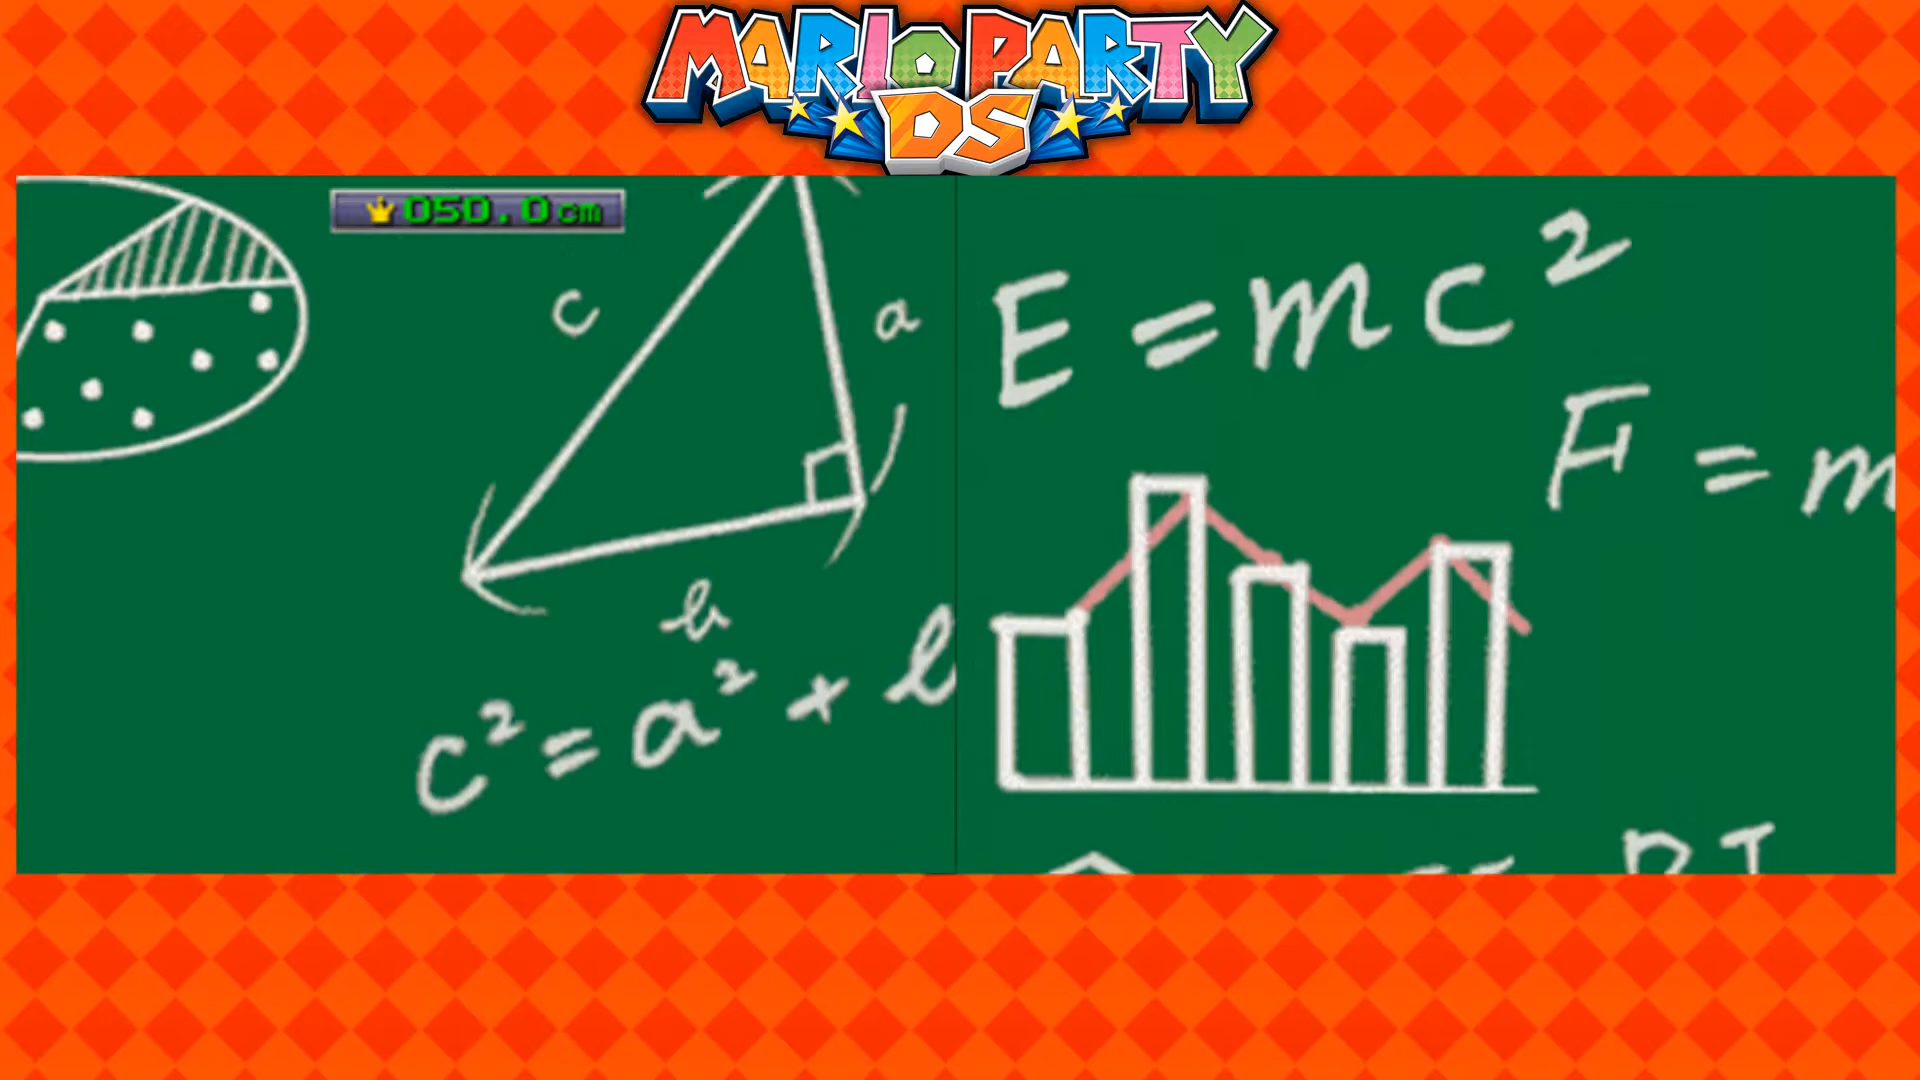 MARIO PARTY
DS
050.0cm
c
a
b
c² = a² + b
E = mc²
F = m